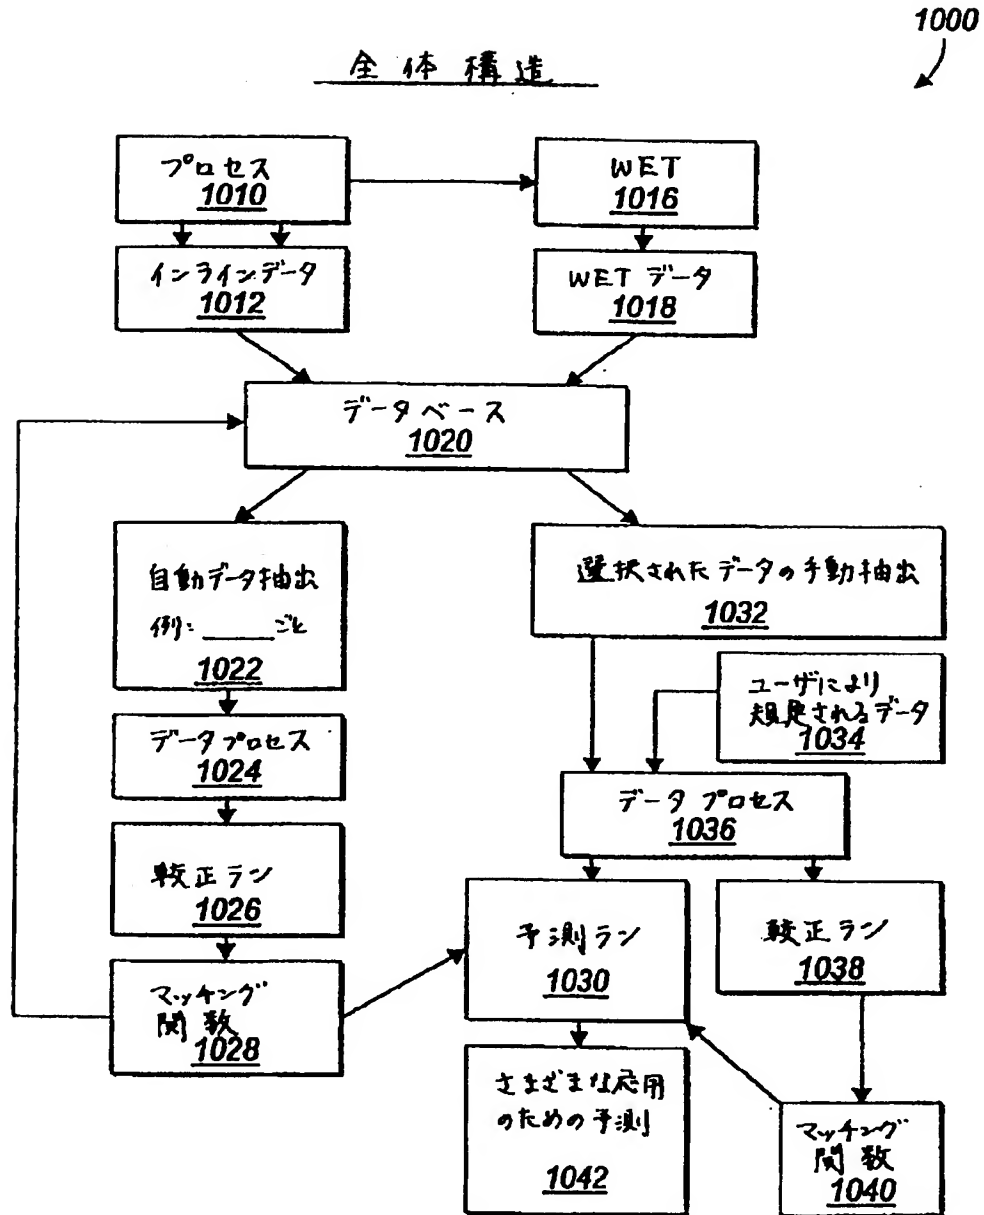 1000
全体構造
プロセス
1010
WET
1016
インラインデータ
1012
WET データ
1018
データベース
1020
自動データ抽出
例: ______ごと
1022
選択されたデータの手動抽出
1032
ユーザにより
規定されるデータ
1034
データプロセス
1024
データプロセス
1036
較正ラン
1026
予測ラン
1030
較正ラン
1038
マッチング
関数
1028
さまざまな応用
のための予測
1042
マッチング
関数
1040